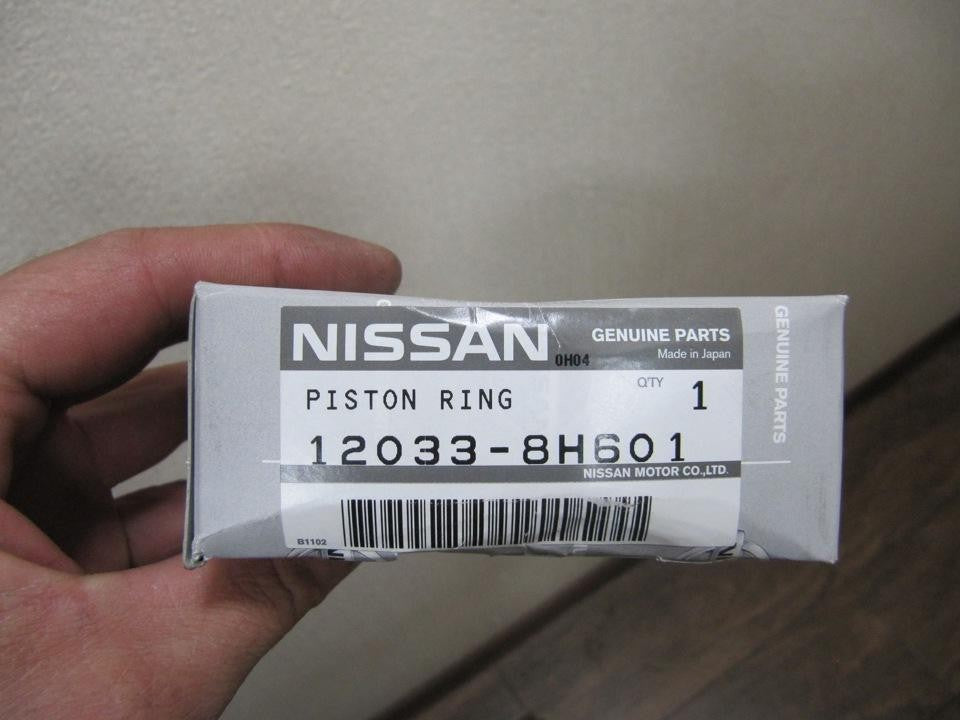 NISSAN
0H04
GENUINE PARTS
Made in Japan
PISTON RING
Q'TY
1
12033-8H601
NISSAN MOTOR CO.,LTD.
B1102
GENUINE PARTS